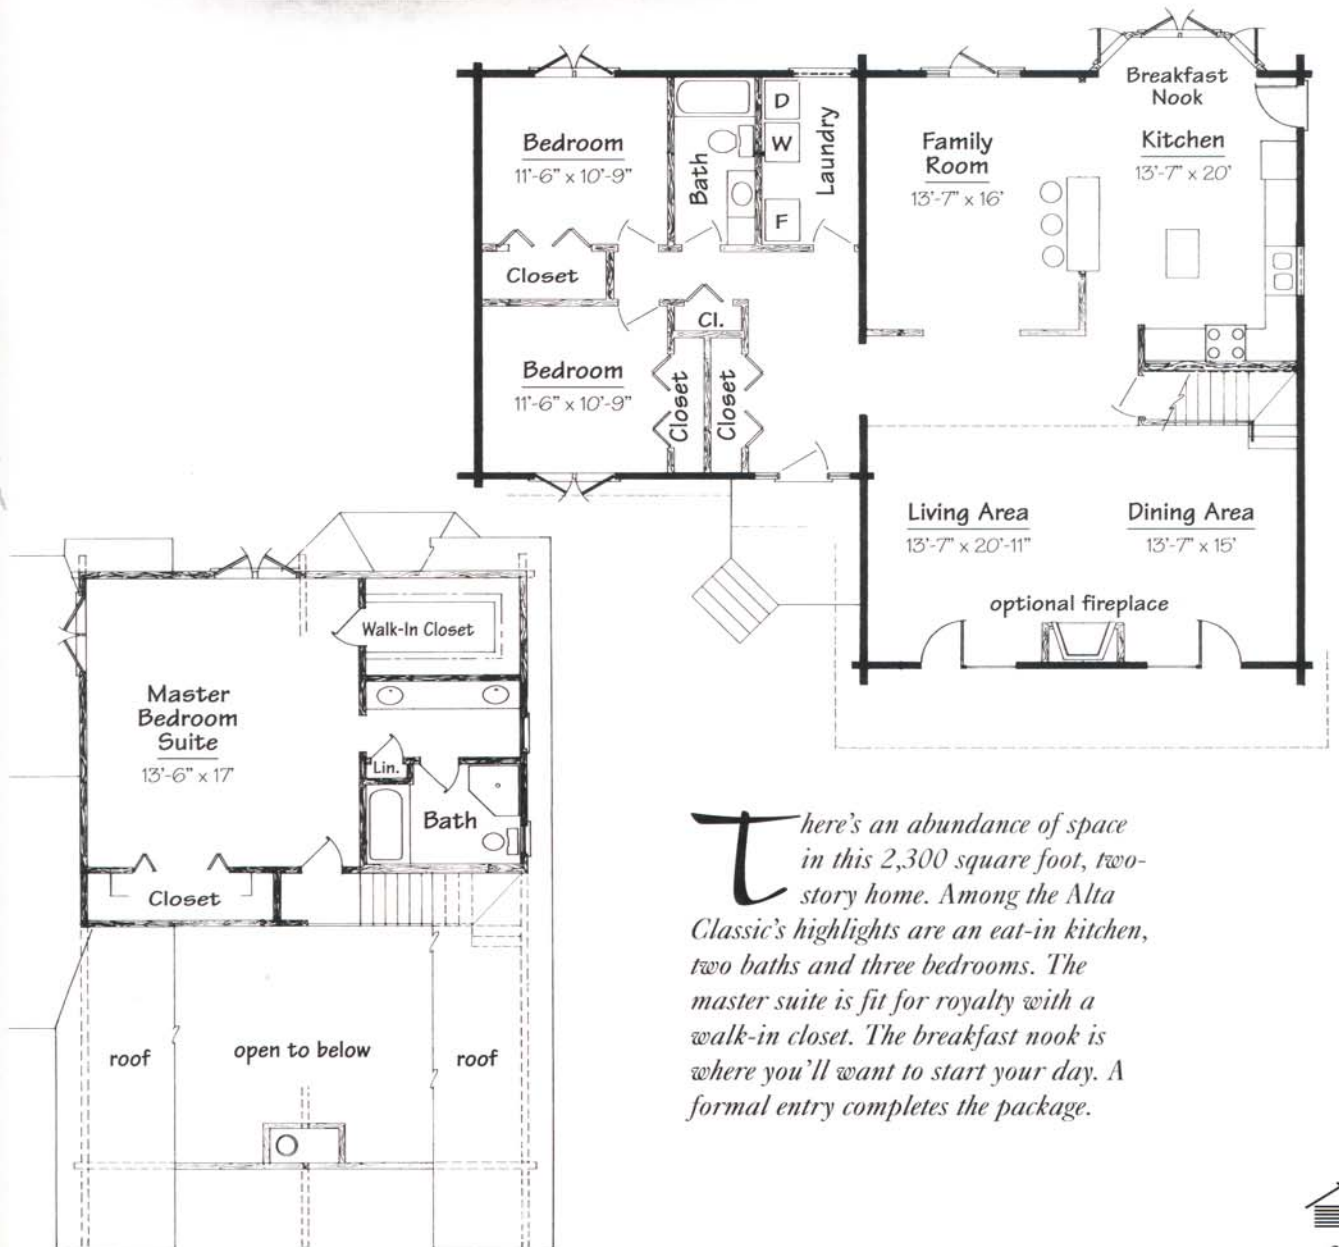 Breakfast
Nook
Kitchen
13'-7" x 20'
Family
Room
13'-7" x 16'
Bedroom
11'-6" x 10'-9"
Bath
D
W
F
Laundry
Closet
Cl.
Bedroom
11'-6" x 10'-9"
Closet
Closet
Living Area
13'-7" x 20'-11"
Dining Area
13'-7" x 15'
optional fireplace
Walk-In Closet
Master
Bedroom
Suite
13'-6" x 17'
Lin.
Bath
Closet
roof
open to below
roof
There's an abundance of space
in this 2,300 square foot, two-
story home. Among the Alta
Classic's highlights are an eat-in kitchen,
two baths and three bedrooms. The
master suite is fit for royalty with a
walk-in closet. The breakfast nook is
where you'll want to start your day. A
formal entry completes the package.